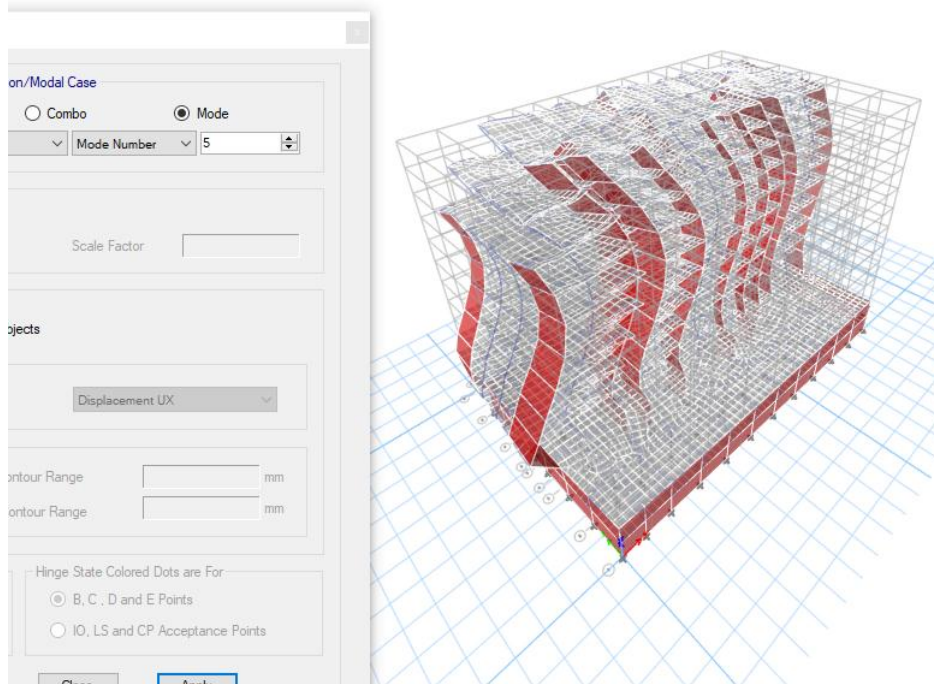 on/Modal Case
Combo
Mode
Mode Number
5
Scale Factor
bjects
Displacement UX
ontour Range
mm
ontour Range
mm
Hinge State Colored Dots are For
B, C , D and E Points
IO, LS and CP Acceptance Points
Close
Apply